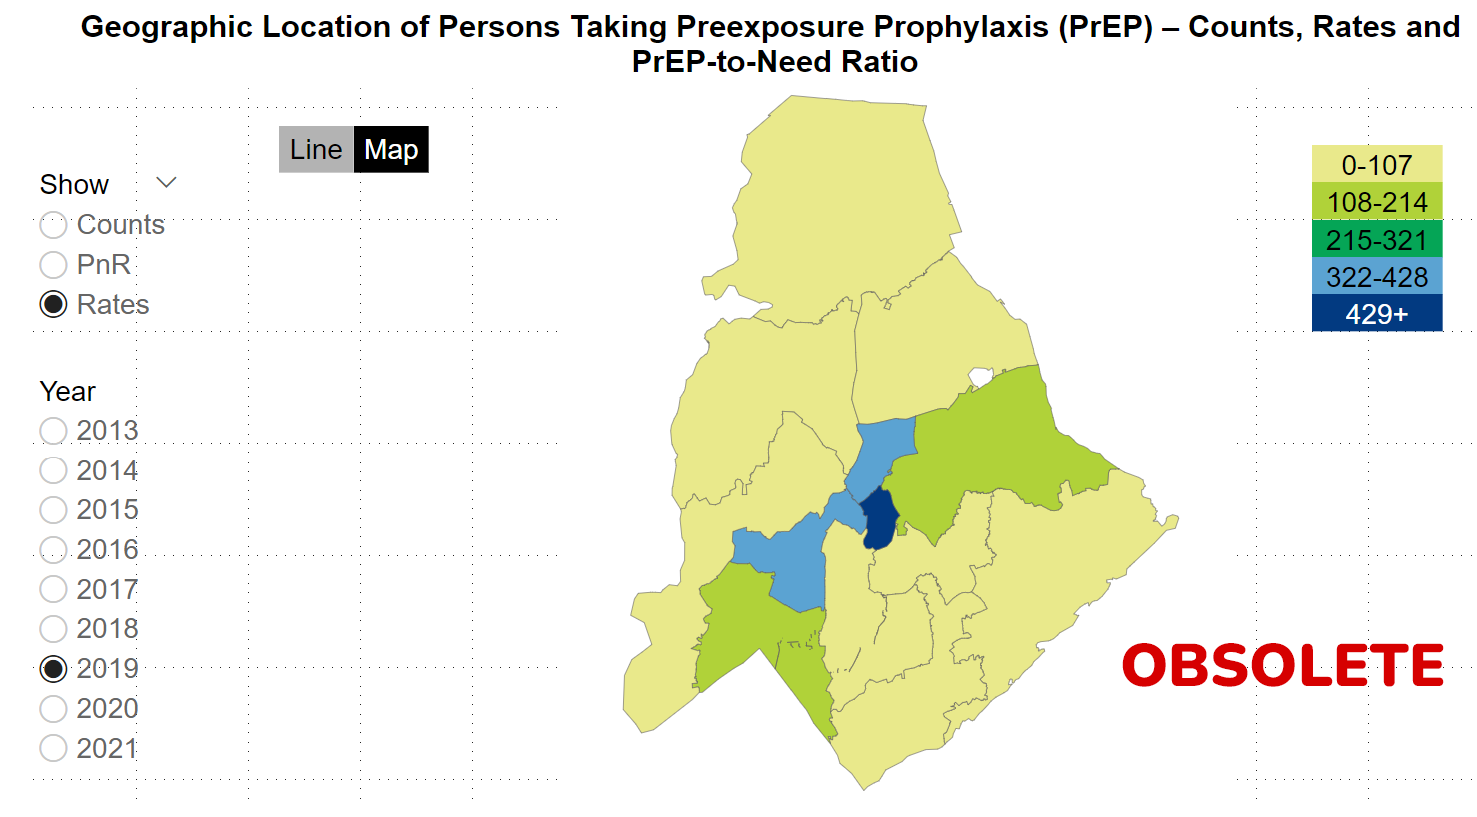 Geographic Location of Persons Taking Preexposure Prophylaxis (PrEP) – Counts, Rates and
PrEP-to-Need Ratio
Line Map
Show
Counts
PnR
Rates
Year
2013
2014
2015
2016
2017
2018
2019
2020
2021
0-107
108-214
215-321
322-428
429+
OBSOLETE